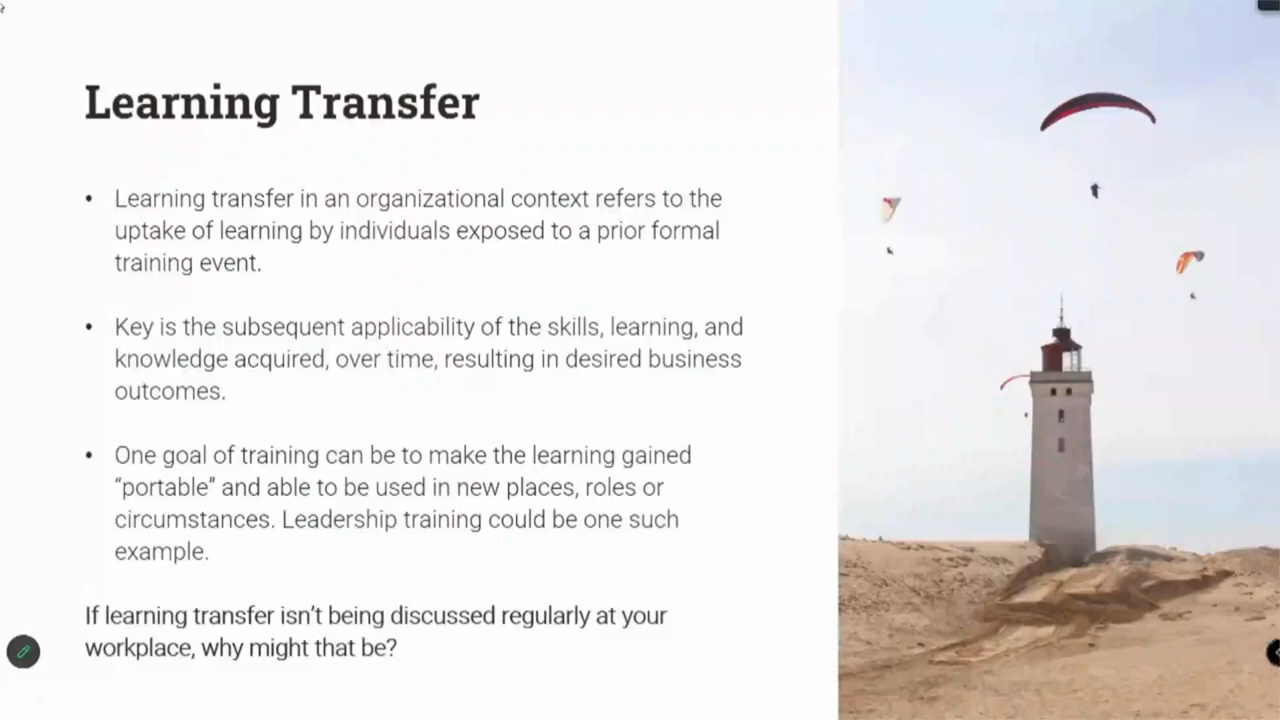 Learning Transfer
• Learning transfer in an organizational context refers to the
uptake of learning by individuals exposed to a prior formal
training event.
• Key is the subsequent applicability of the skills, learning, and
knowledge acquired, over time, resulting in desired business
outcomes.
• One goal of training can be to make the learning gained
“portable” and able to be used in new places, roles or
circumstances. Leadership training could be one such
example.
If learning transfer isn’t being discussed regularly at your
workplace, why might that be?